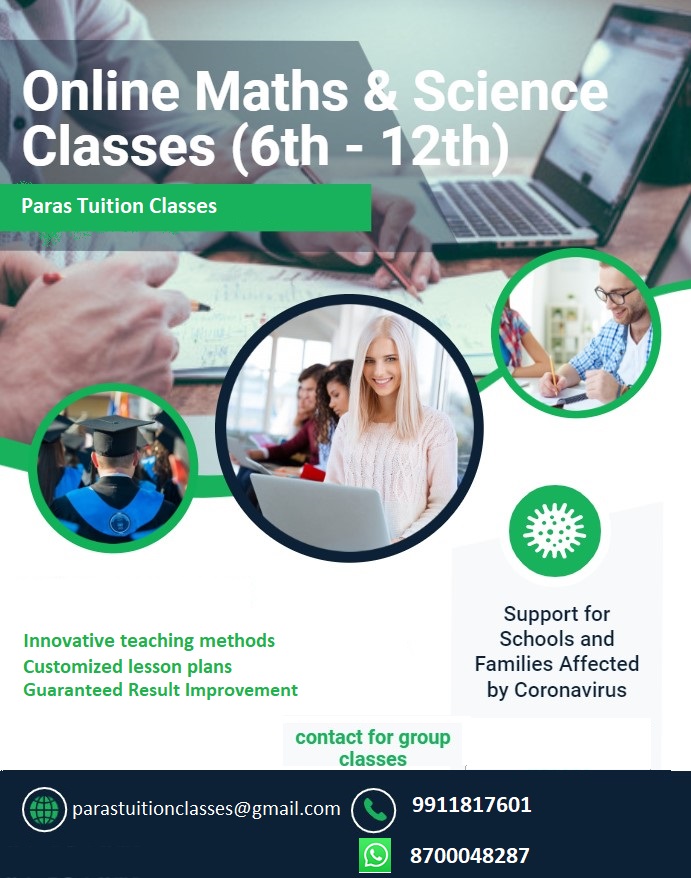 Online Maths & Science
Classes (6th - 12th)
Paras Tuition Classes
Support for
Schools and
Families Affected
by Coronavirus
Innovative teaching methods
Customized lesson plans
Guaranteed Result Improvement
contact for group
classes
parastuitionclasses@gmail.com
9911817601
8700048287